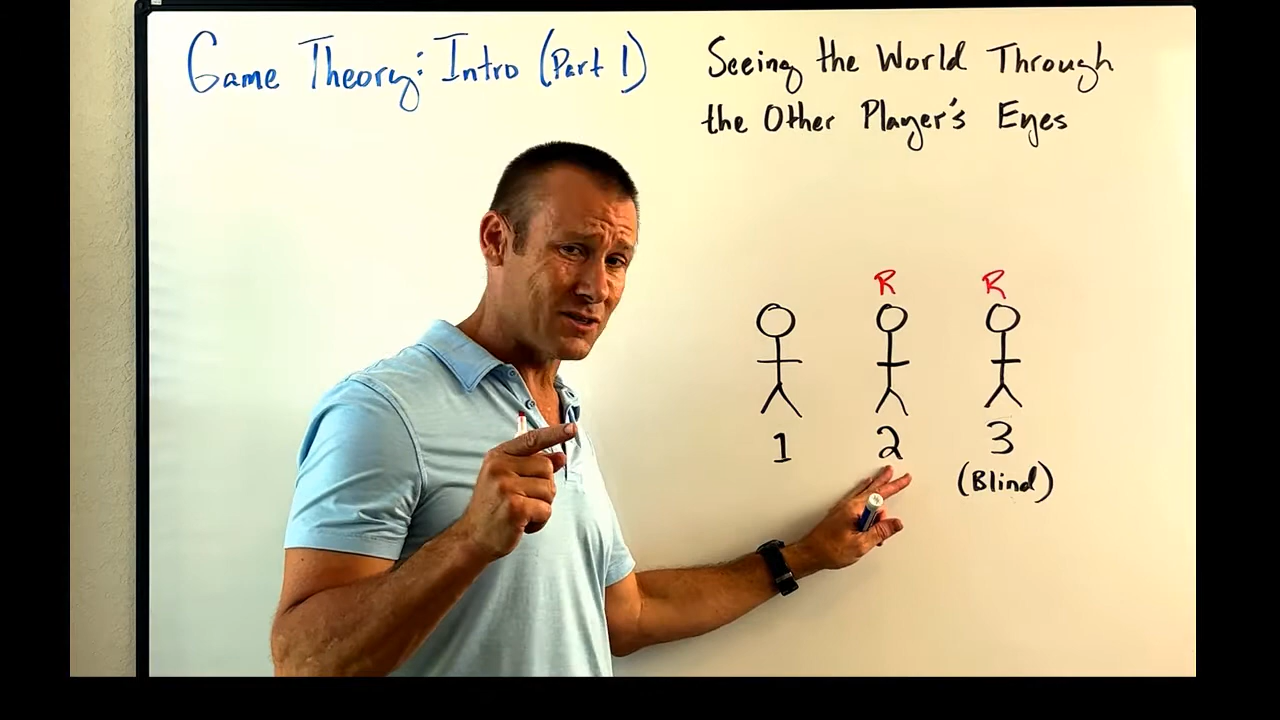 Game Theory: Intro (Part 1)
Seeing the World Through
the Other Player's Eyes
R R
1 2 3
(Blind)